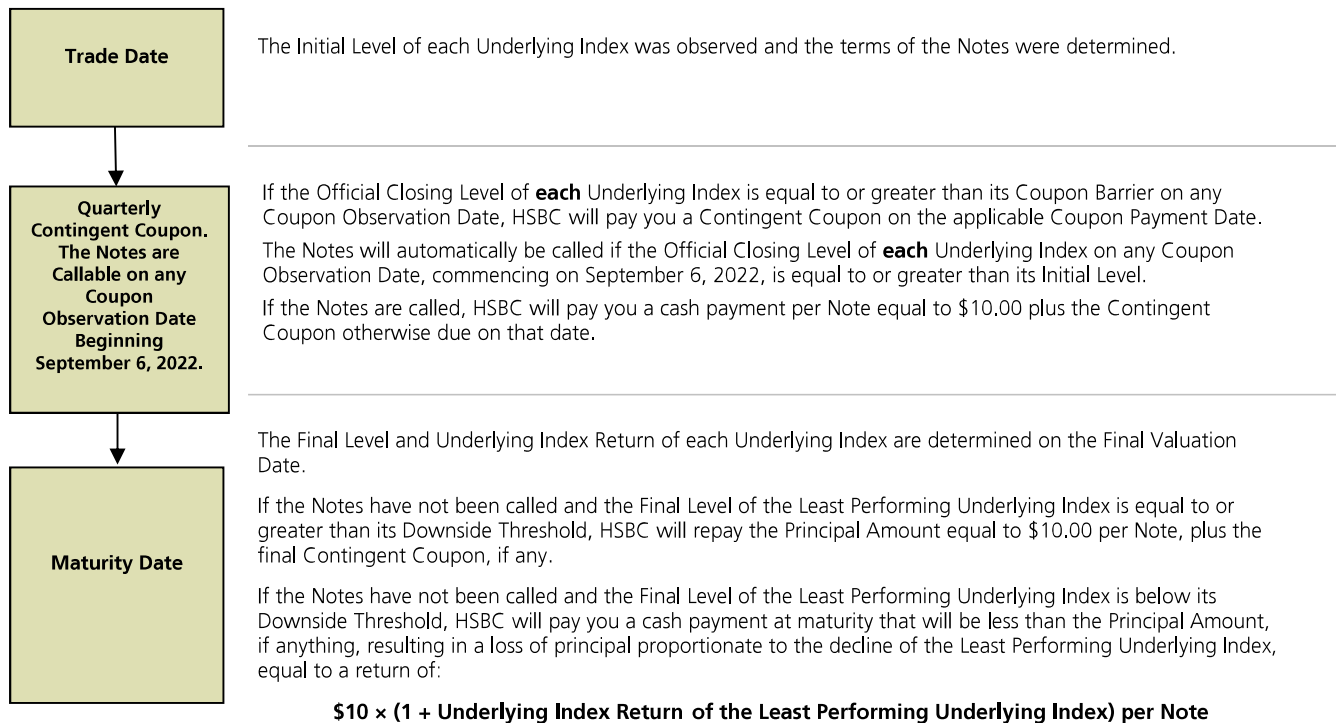 Trade Date
The Initial Level of each Underlying Index was observed and the terms of the Notes were determined.
Quarterly
Contingent Coupon.
The Notes are
Callable on any
Coupon
Observation Date
Beginning
September 6, 2022.
If the Official Closing Level of each Underlying Index is equal to or greater than its Coupon Barrier on any
Coupon Observation Date, HSBC will pay you a Contingent Coupon on the applicable Coupon Payment Date.
The Notes will automatically be called if the Official Closing Level of each Underlying Index on any Coupon
Observation Date, commencing on September 6, 2022, is equal to or greater than its Initial Level.
If the Notes are called, HSBC will pay you a cash payment per Note equal to $10.00 plus the Contingent
Coupon otherwise due on that date.
Maturity Date
The Final Level and Underlying Index Return of each Underlying Index are determined on the Final Valuation
Date.
If the Notes have not been called and the Final Level of the Least Performing Underlying Index is equal to or
greater than its Downside Threshold, HSBC will repay the Principal Amount equal to $10.00 per Note, plus the
final Contingent Coupon, if any.
If the Notes have not been called and the Final Level of the Least Performing Underlying Index is below its
Downside Threshold, HSBC will pay you a cash payment at maturity that will be less than the Principal Amount,
if anything, resulting in a loss of principal proportionate to the decline of the Least Performing Underlying Index,
equal to a return of:
$10 × (1 + Underlying Index Return of the Least Performing Underlying Index) per Note